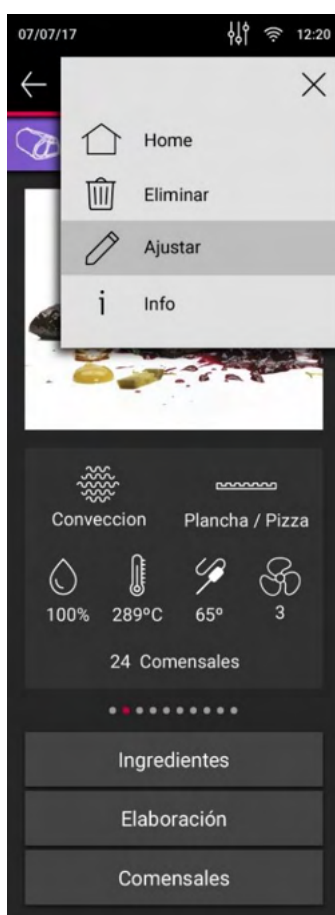 07/07/17 12:20
Home
Eliminar
Ajustar
Info
Conveccion Plancha / Pizza
100% 289ºC 65º 3
24 Comensales
Ingredientes
Elaboración
Comensales